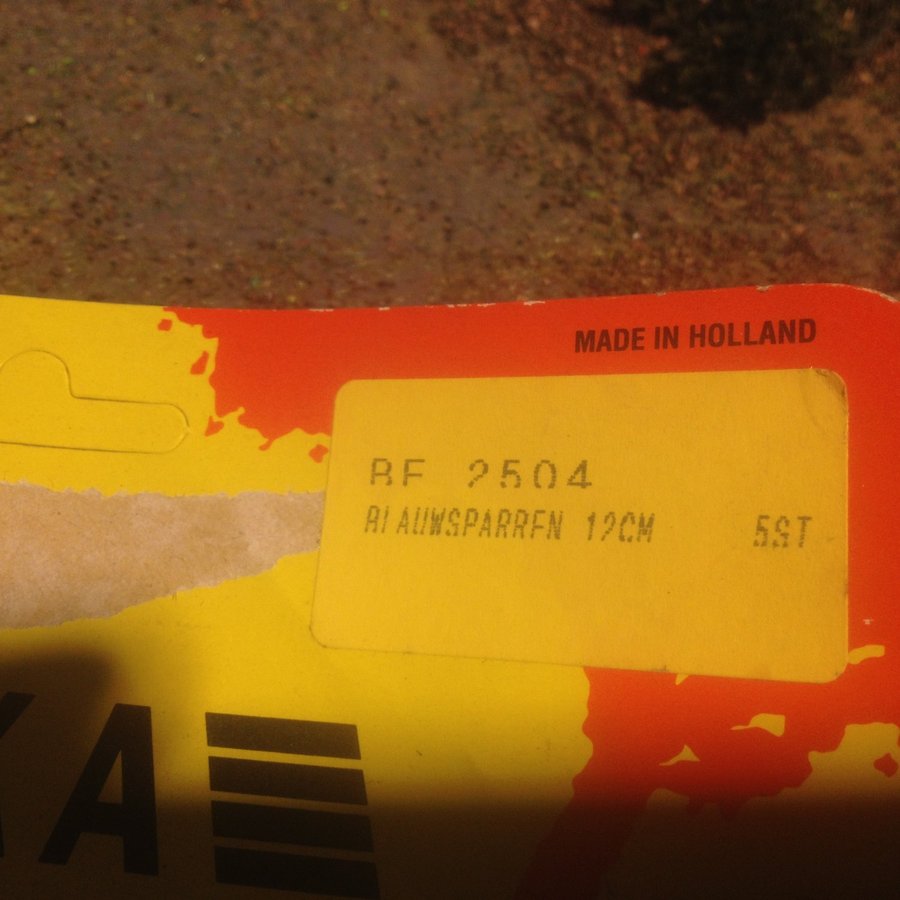 MADE IN HOLLAND
BF 2504
BLAUWSPARREN 12CM 5ST